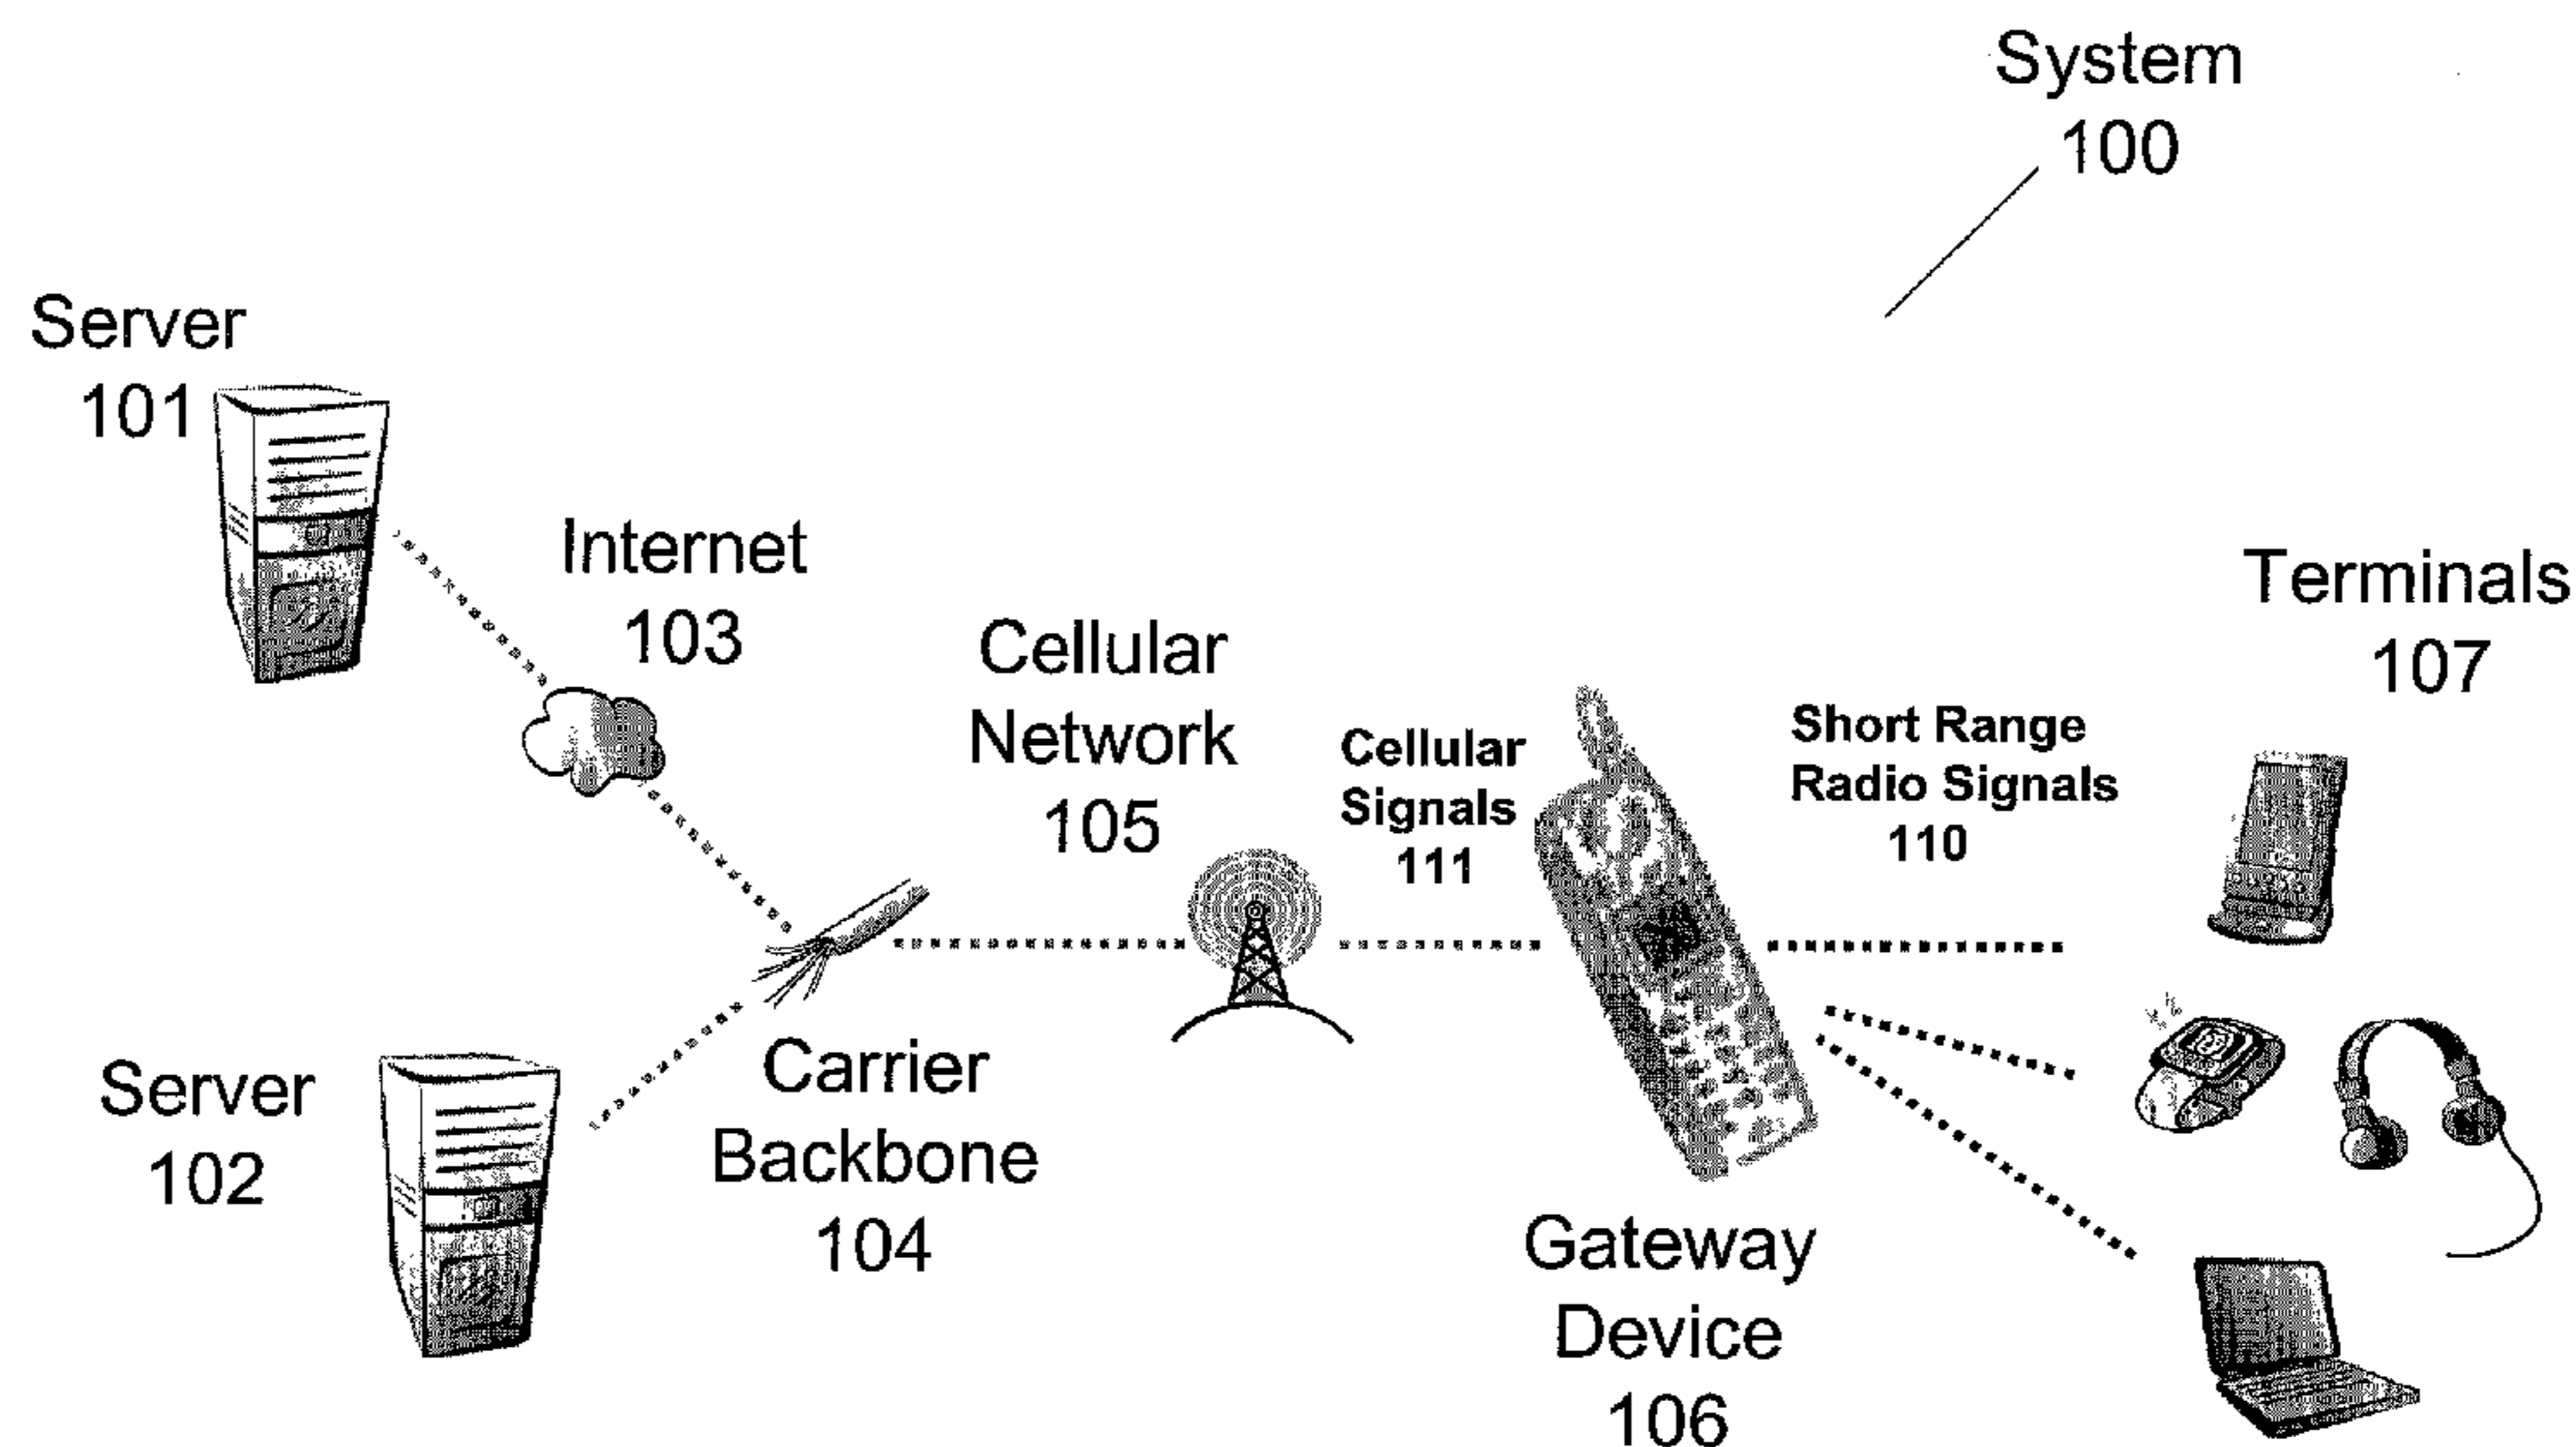 System
100
Server
101
Internet
103
Cellular
Network
105
Cellular
Signals
111
Short Range
Radio Signals
110
Terminals
107
Server
102
Carrier
Backbone
104
Gateway
Device
106